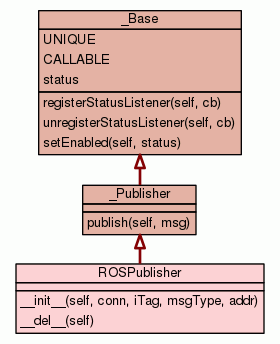 _Base
UNIQUE
CALLABLE
status
registerStatusListener(self, cb)
unregisterStatusListener(self, cb)
setEnabled(self, status)
_Publisher
publish(self, msg)
ROSPublisher
__init__(self, conn, iTag, msgType, addr)
__del__(self)